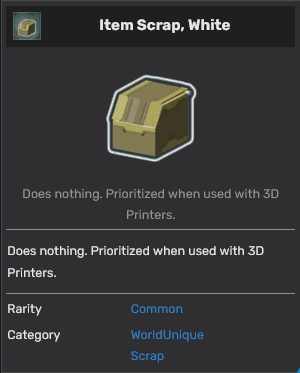 Item Scrap, White
Does nothing. Prioritized when used with 3D
Printers.
Does nothing. Prioritized when used with 3D
Printers.
Rarity Common
Category WorldUnique
Scrap